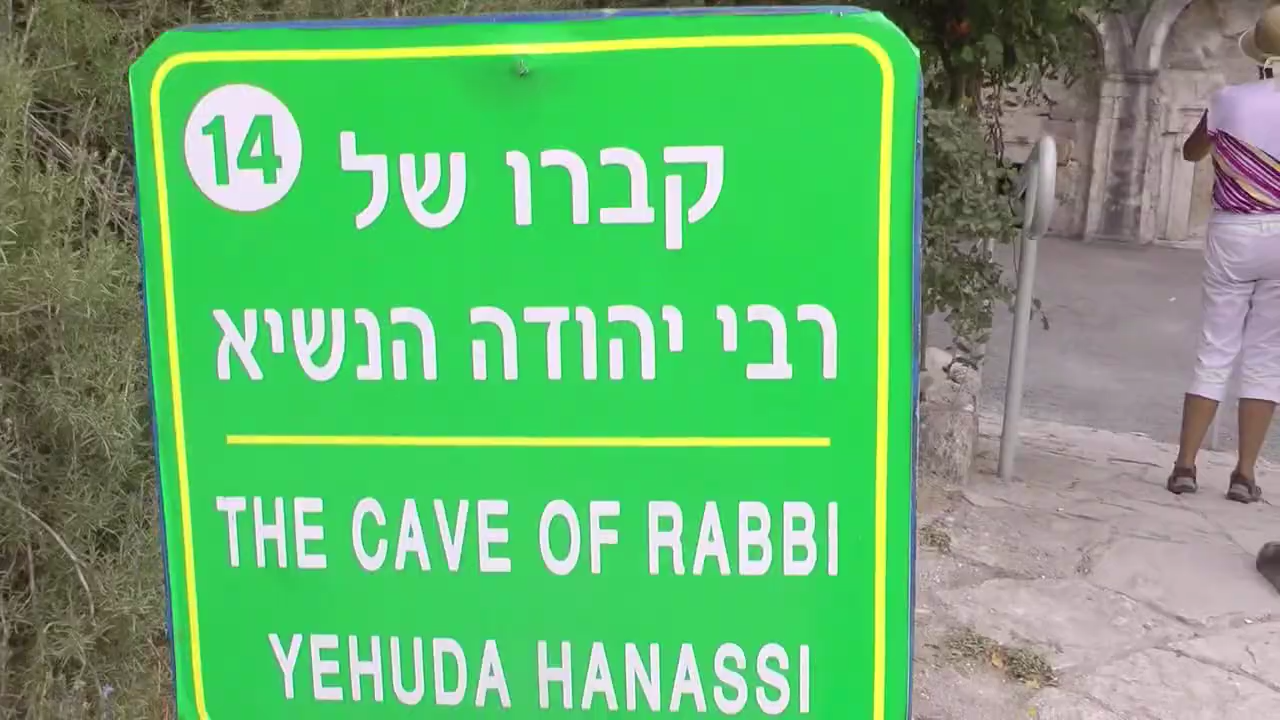 14
קברו של
רבי יהודה הנשיא
THE CAVE OF RABBI
YEHUDA HANASSI